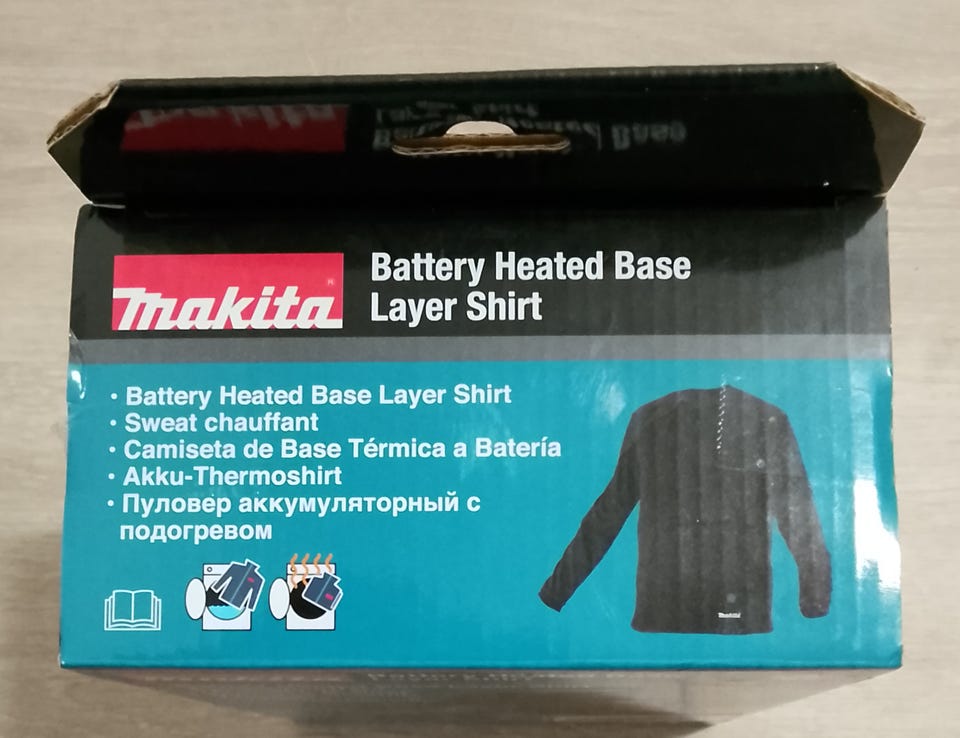 makita
Battery Heated Base
Layer Shirt
• Battery Heated Base Layer Shirt
• Sweat chauffant
• Camiseta de Base Térmica a Batería
• Akku-Thermoshirt
• Пуловер аккумуляторный с
подогревом
makita